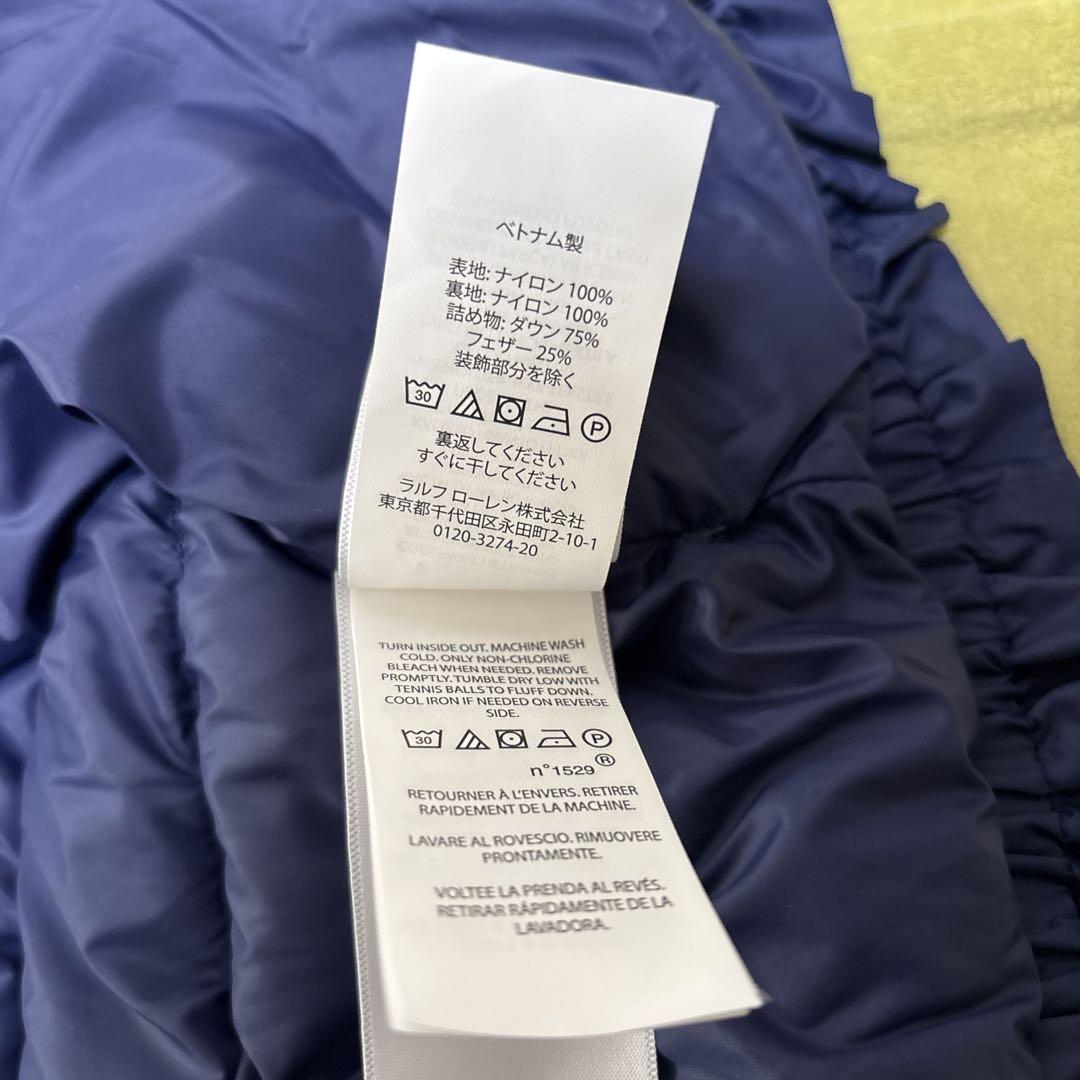 ベトナム製
表地: ナイロン 100%
裏地: ナイロン 100%
詰め物: ダウン 75%
フェザー 25%
装飾部分を除く
30 P
裏返してください
すぐに干してください
ラルフ ローレン株式会社
東京都千代田区永田町2-10-1
0120-3274-20
TURN INSIDE OUT. MACHINE WASH
COLD. ONLY NON-CHLORINE
BLEACH WHEN NEEDED. REMOVE
PROMPTLY. TUMBLE DRY LOW WITH
TENNIS BALLS TO FLUFF DOWN.
COOL IRON IF NEEDED ON REVERSE
SIDE.
30 P
®
n°1529
RETOURNER À L'ENVERS. RETIRER
RAPIDEMENT DE LA MACHINE.
LAVARE AL ROVESCIO. RIMUOVERE
PRONTAMENTE.
VOLTEE LA PRENDA AL REVÉS.
RETIRAR RÁPIDAMENTE DE LA
LAVADORA.